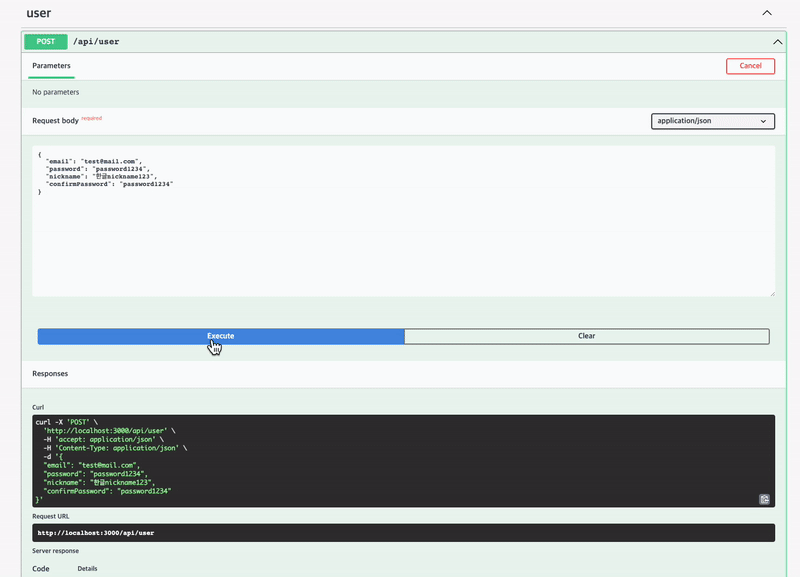 user
POST /api/user
Parameters
Cancel
No parameters
Request body required
application/json
{
"email": "test@mail.com",
"password": "password1234",
"nickname": "한글nickname123",
"confirmPassword": "password1234"
}
Execute
Clear
Responses
Curl
curl -X 'POST' \
'http://localhost:3000/api/user' \
-H 'accept: application/json' \
-H 'Content-Type: application/json' \
-d '{
"email": "test@mail.com",
"password": "password1234",
"nickname": "한글nickname123",
"confirmPassword": "password1234"
}'
Request URL
http://localhost:3000/api/user
Server response
Code Details